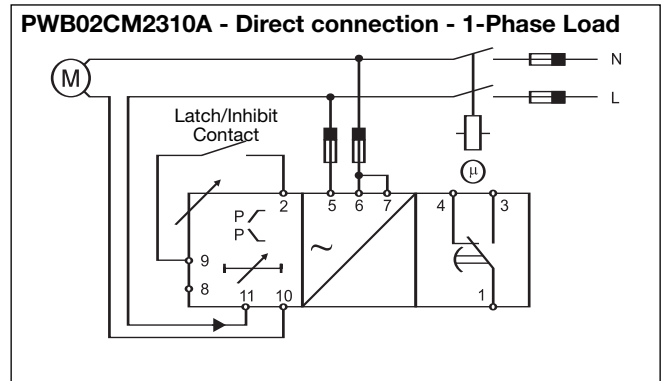 PWB02CM2310A - Direct connection - 1-Phase Load
M
N
L
Latch/Inhibit
Contact
μ
2
5
6
7
4
3
P
P
~
9
8
11
10
1